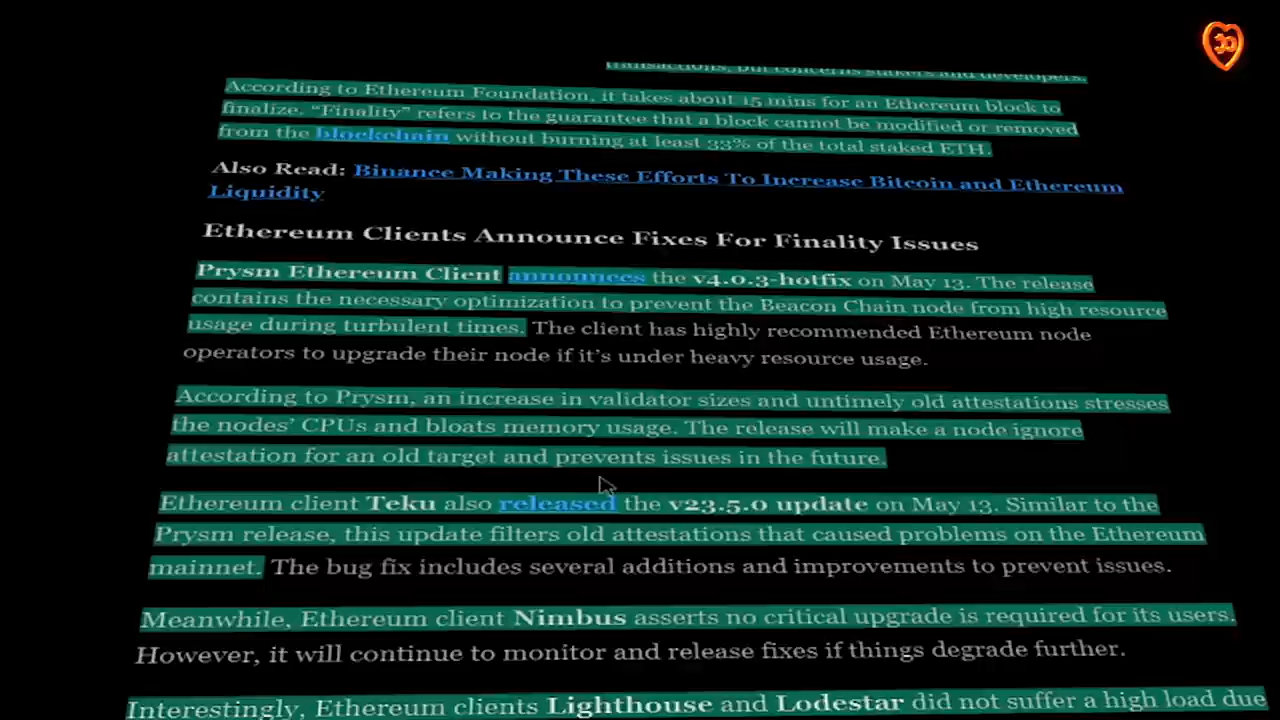 transactions, but concerns stakers and developers.
According to Ethereum Foundation, it takes about 15 mins for an Ethereum block to
finalize. “Finality” refers to the guarantee that a block cannot be modified or removed
from the blockchain without burning at least 33% of the total staked ETH.
Also Read: Binance Making These Efforts To Increase Bitcoin and Ethereum
Liquidity
Ethereum Clients Announce Fixes For Finality Issues
Prysm Ethereum Client announces the v4.0.3-hotfix on May 13. The release
contains the necessary optimization to prevent the Beacon Chain node from high resource
usage during turbulent times. The client has highly recommended Ethereum node
operators to upgrade their node if it’s under heavy resource usage.
According to Prysm, an increase in validator sizes and untimely old attestations stresses
the nodes’ CPUs and bloats memory usage. The release will make a node ignore
attestation for an old target and prevents issues in the future.
Ethereum client Teku also released the v23.5.0 update on May 13. Similar to the
Prysm release, this update filters old attestations that caused problems on the Ethereum
mainnet. The bug fix includes several additions and improvements to prevent issues.
Meanwhile, Ethereum client Nimbus asserts no critical upgrade is required for its users.
However, it will continue to monitor and release fixes if things degrade further.
Interestingly, Ethereum clients Lighthouse and Lodestar did not suffer a high load due